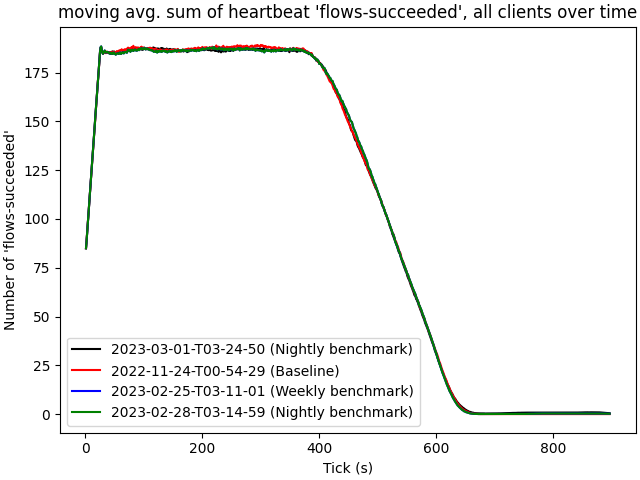 moving avg. sum of heartbeat 'flows-succeeded', all clients over time
Number of 'flows-succeeded'
175
150
125
100
75
50
25
0
2023-03-01-T03-24-50 (Nightly benchmark)
2022-11-24-T00-54-29 (Baseline)
2023-02-25-T03-11-01 (Weekly benchmark)
2023-02-28-T03-14-59 (Nightly benchmark)
0 200 400 600 800
Tick (s)